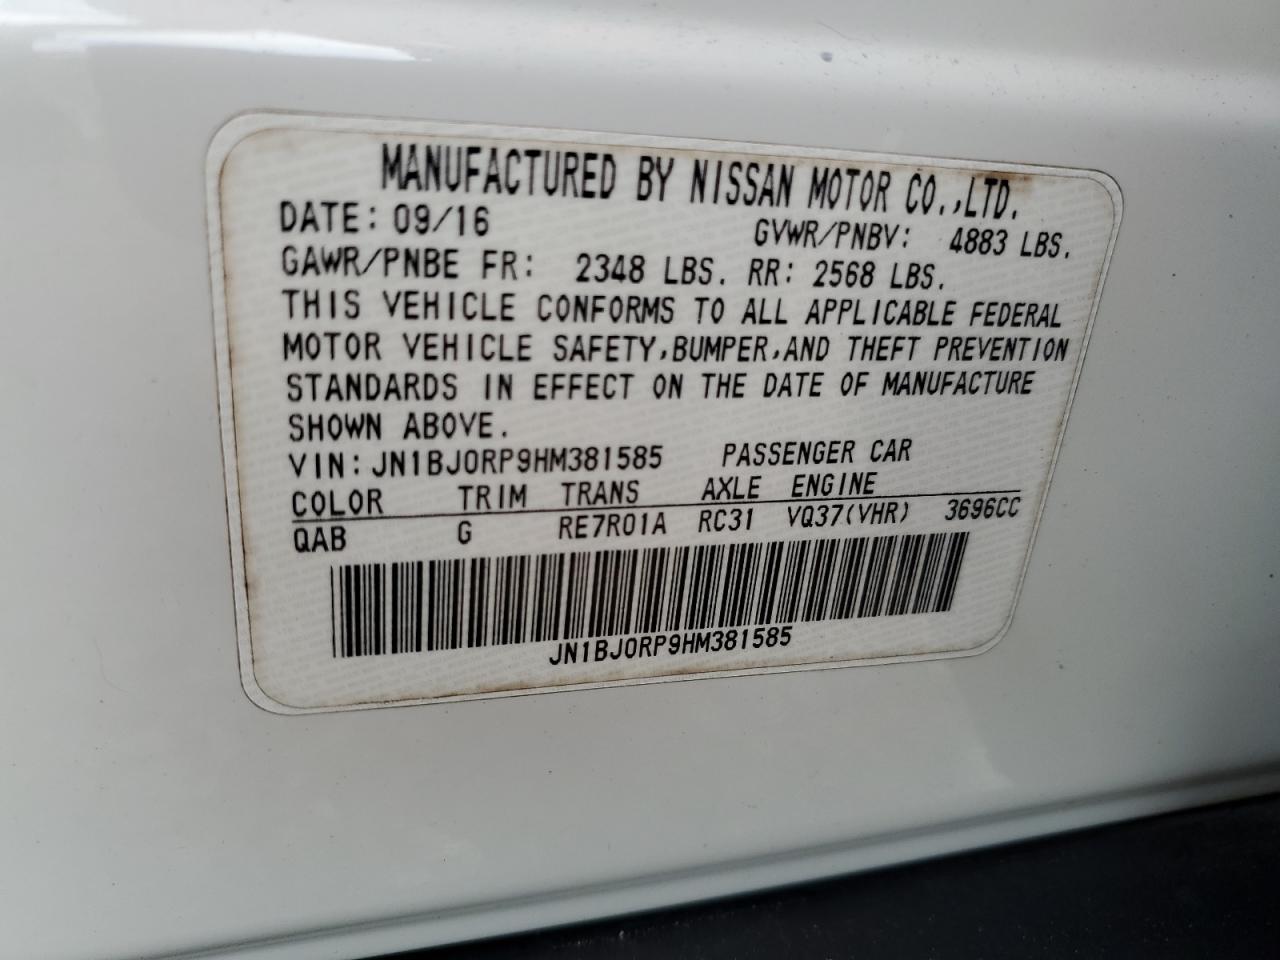 MANUFACTURED BY NISSAN MOTOR CO.,LTD.
DATE: 09/16 GVWR/PNBV: 4883 LBS.
GAWR/PNBE FR: 2348 LBS. RR: 2568 LBS.
THIS VEHICLE CONFORMS TO ALL APPLICABLE FEDERAL
MOTOR VEHICLE SAFETY,BUMPER,AND THEFT PREVENTION
STANDARDS IN EFFECT ON THE DATE OF MANUFACTURE
SHOWN ABOVE.
VIN: JN1BJ0RP9HM381585 PASSENGER CAR
COLOR TRIM TRANS AXLE ENGINE
QAB G RE7R01A RC31 VQ37(VHR) 3696CC
JN1BJ0RP9HM381585